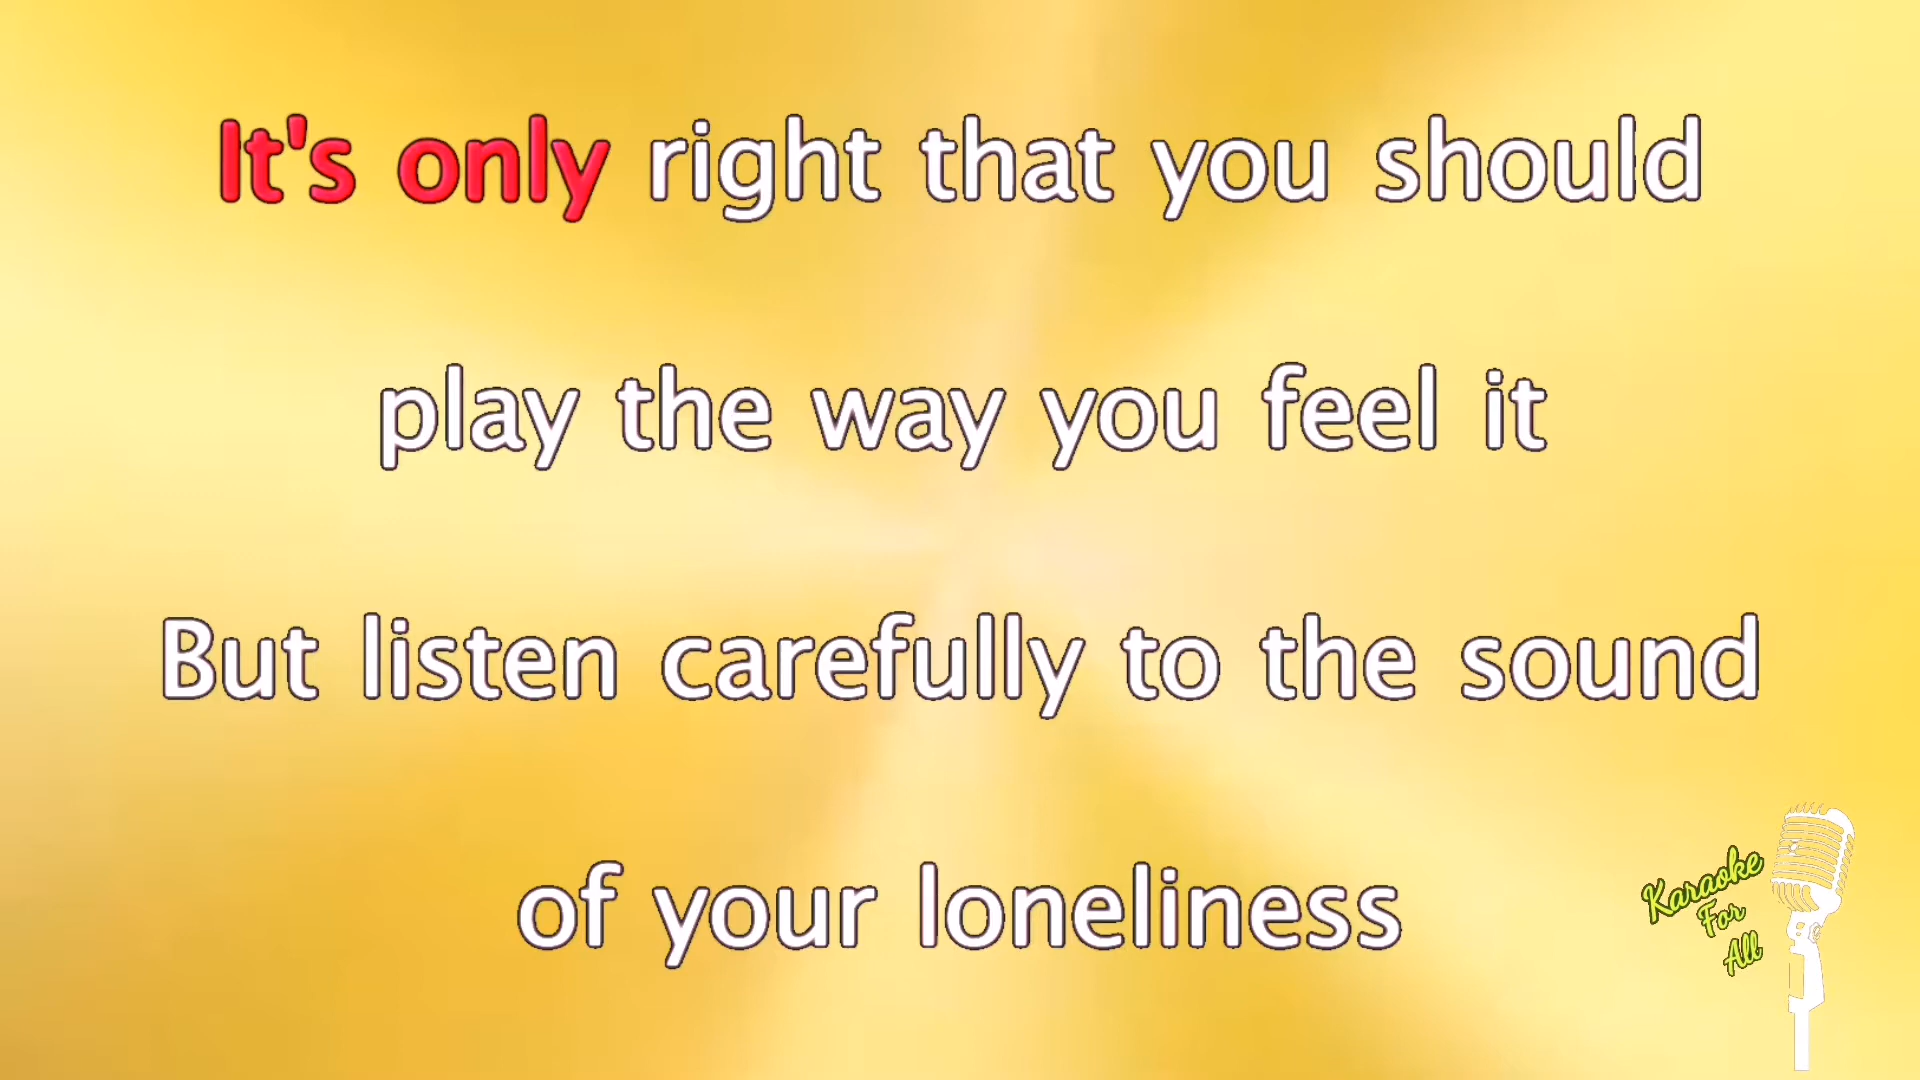 It's only right that you should
play the way you feel it
But listen carefully to the sound
of your loneliness
Karaoke
For
All